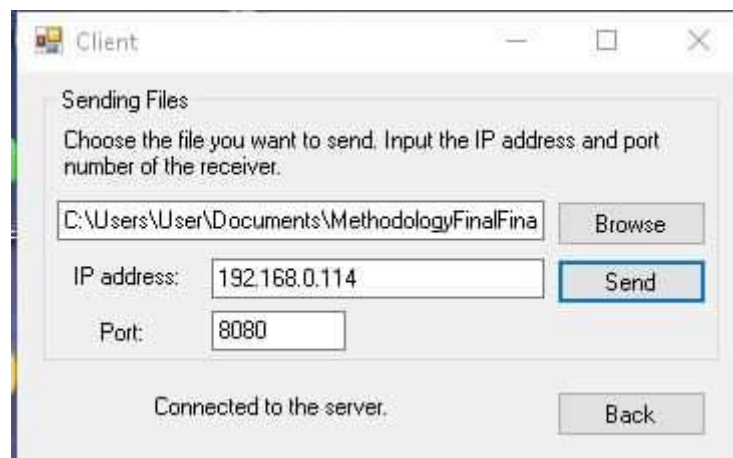 Client
Sending Files
Choose the file you want to send. Input the IP address and port
number of the receiver.
C:\Users\User\Documents\MethodologyFinalFina
Browse
IP address:
192.168.0.114
Send
Port:
8080
Connected to the server.
Back